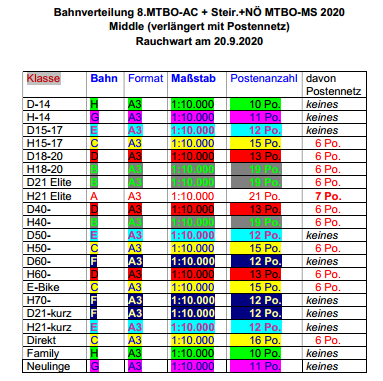 Bahnverteilung 8.MTBO-AC + Steir.+NÖ MTBO-MS 2020
Middle (verlängert mit Postennetz)
Rauchwart am 20.9.2020
Klasse Bahn Format Maßstab Postenanzahl davon Postennetz
D-14 H A3 1:10.000 10 Po. keines
H-14 G A3 1:10.000 11 Po. keines
D15-17 E A3 1:10.000 12 Po. keines
H15-17 C A3 1:10.000 15 Po. 6 Po.
D18-20 D A3 1:10.000 13 Po. 6 Po.
H18-20 B A3 1:10.000 19 Po. 6 Po.
D21 Elite B A3 1:10.000 19 Po. 6 Po.
H21 Elite A A3 1:10.000 21 Po. 7 Po.
D40- D A3 1:10.000 13 Po. 6 Po.
H40- B A3 1:10.000 19 Po. 6 Po.
D50- E A3 1:10.000 12 Po. keines
H50- C A3 1:10.000 15 Po. 6 Po.
D60- F A3 1:10.000 12 Po. keines
H60- D A3 1:10.000 13 Po. 6 Po.
E-Bike C A3 1:10.000 15 Po. 6 Po.
H70- F A3 1:10.000 12 Po. keines
D21-kurz F A3 1:10.000 12 Po. keines
H21-kurz E A3 1:10.000 12 Po. keines
Direkt C A3 1:10.000 16 Po. 6 Po.
Family H A3 1:10.000 10 Po. keines
Neulinge G A3 1:10.000 11 Po. keines